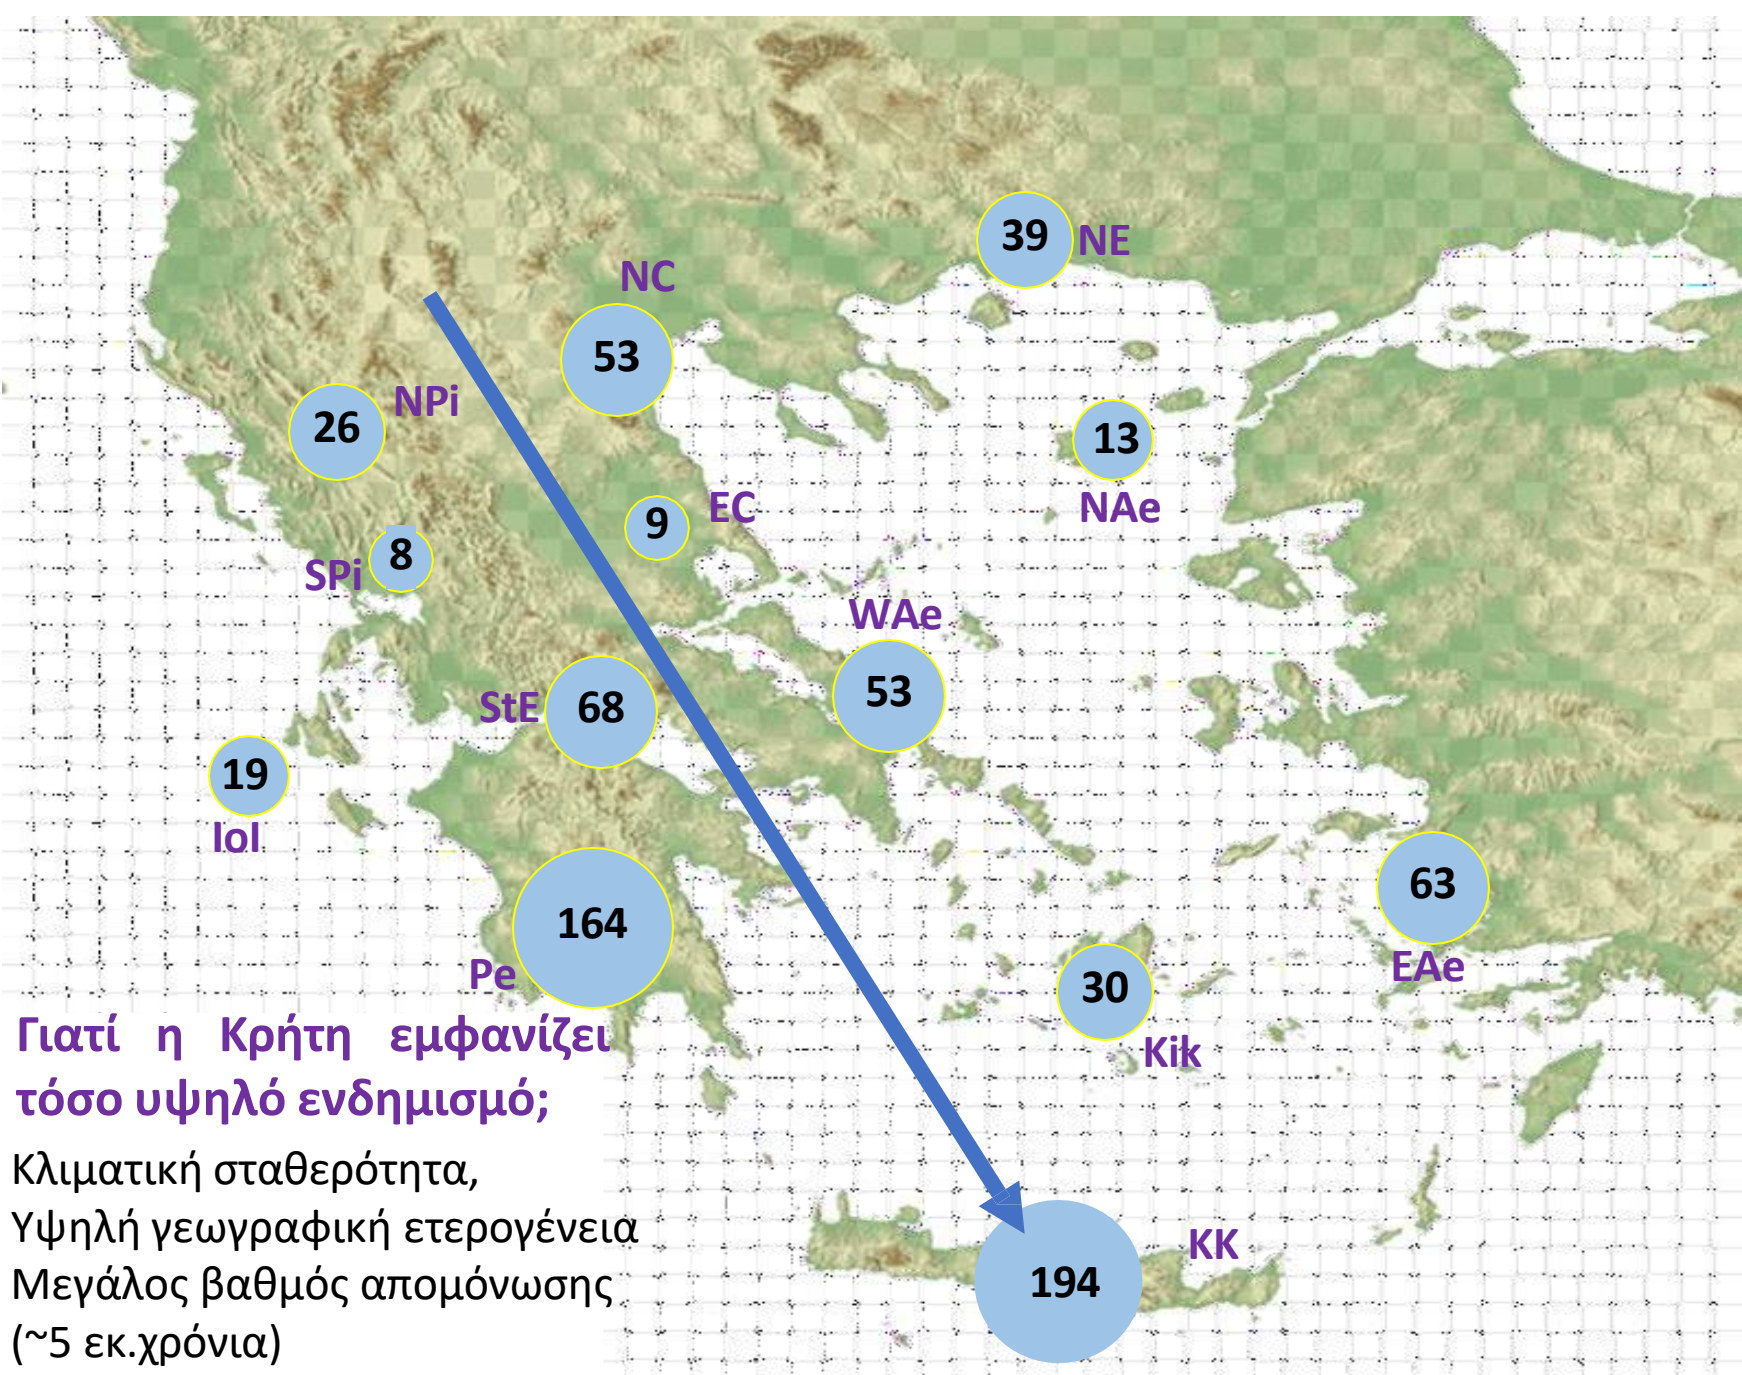 39 NE
NC
53
NPi
26
13
NAe
EC
9
8
SPi
WAe
53
StE 68
19
IoI
63
EAe
164
Pe
30
Kik
Γιατί η Κρήτη εμφανίζει
τόσο υψηλό ενδημισμό;
Κλιματική σταθερότητα,
Υψηλή γεωγραφική ετερογένεια
Μεγάλος βαθμός απομόνωσης
(~5 εκ.χρόνια)
KK
194